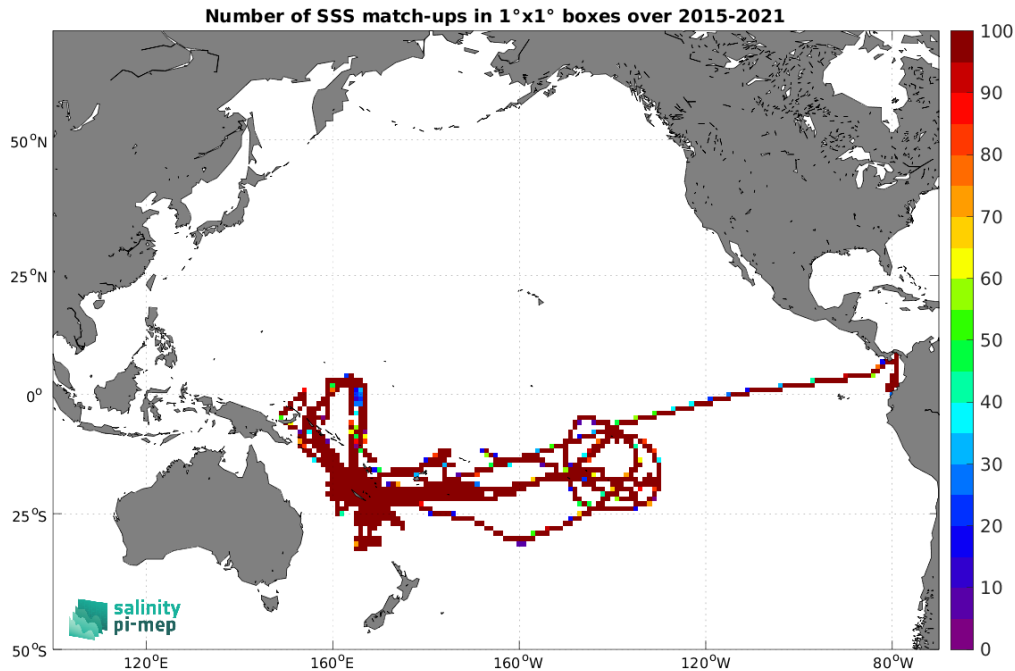 Number of SSS match-ups in 1°x1° boxes over 2015-2021
50°N
25°N
0°
25°S
50°S
120°E
160°E
160°W
120°W
80°W
100
90
80
70
60
50
40
30
20
10
0
salinity
pi-mep